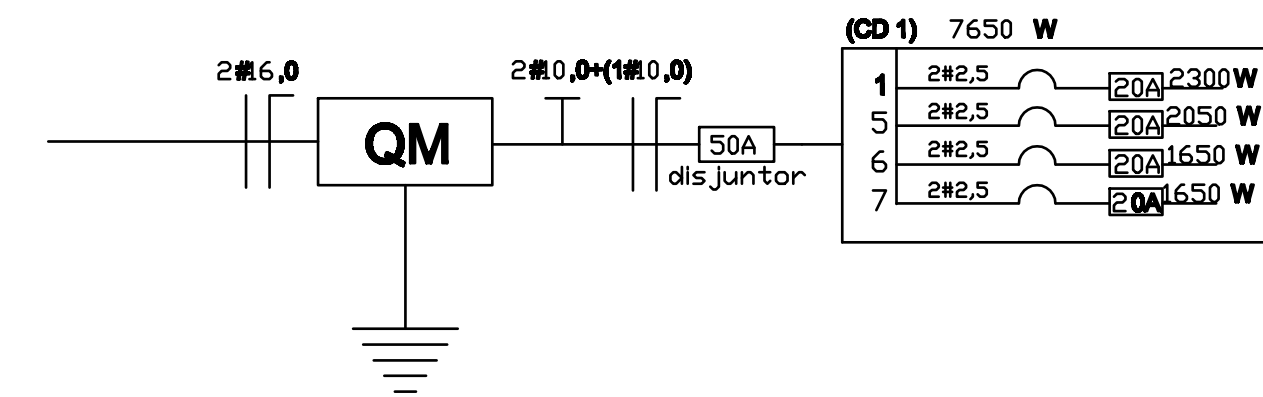 (CD 1) 7650 W
2#16,0
2#10,0+(1#10,0)
QM
50A
disjuntor
1 2#2,5 20A 2300 W
5 2#2,5 20A 2050 W
6 2#2,5 20A 1650 W
7 2#2,5 20A 1650 W